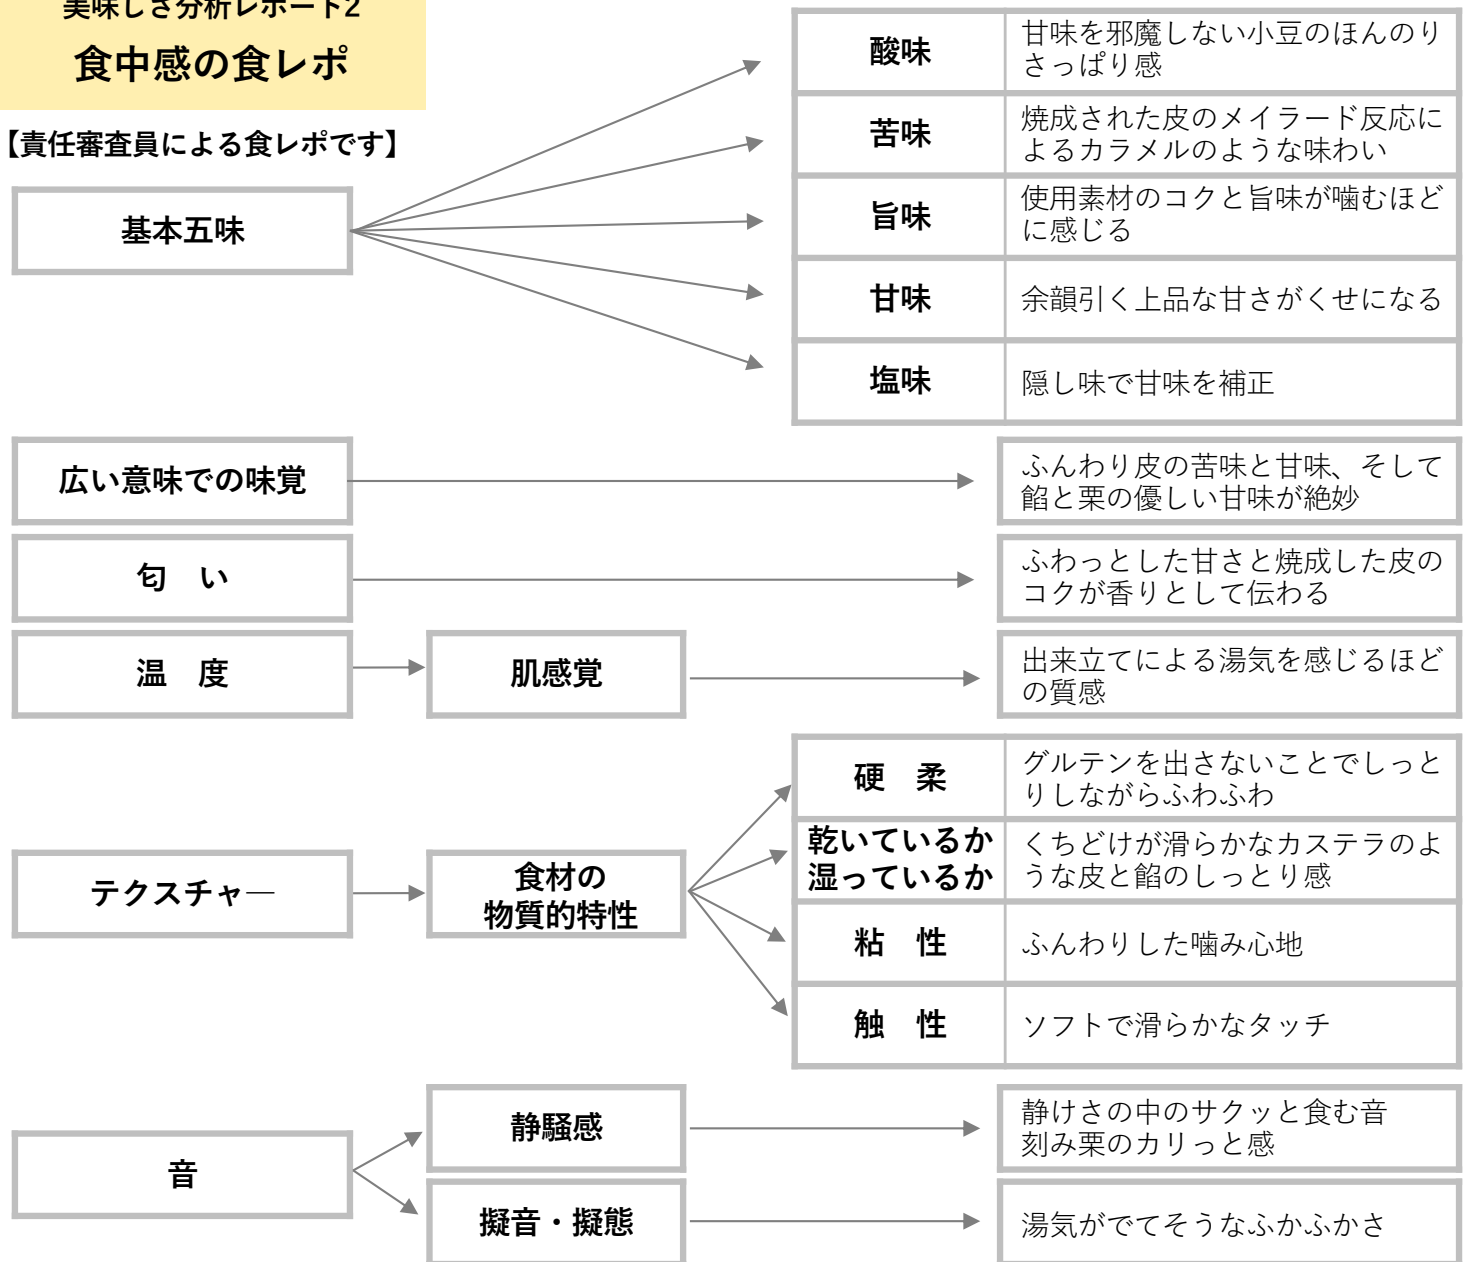 美味しさ分析レポート2
食中感の食レポ
【責任審査員による食レポです】
基本五味
酸味
甘味を邪魔しない小豆のほんのり
さっぱり感
苦味
焼成された皮のメイラード反応に
よるカラメルのような味わい
旨味
使用素材のコクと旨味が噛むほど
に感じる
甘味
余韻引く上品な甘さがくせになる
塩味
隠し味で甘味を補正
広い意味での味覚
ふんわり皮の苦味と甘味、そして
餡と栗の優しい甘味が絶妙
匂　い
ふわっとした甘さと焼成した皮の
コクが香りとして伝わる
温　度
肌感覚
出来立てによる湯気を感じるほど
の質感
テクスチャ―
食材の
物質的特性
硬　柔
グルテンを出さないことでしっと
りしながらふわふわ
乾いているか
湿っているか
くちどけが滑らかなカステラのよ
うな皮と餡のしっとり感
粘　性
ふんわりした噛み心地
触　性
ソフトで滑らかなタッチ
音
静騒感
静けさの中のサクッと食む音
刻み栗のカリっと感
擬音・擬態
湯気がでてそうなふかふかさ